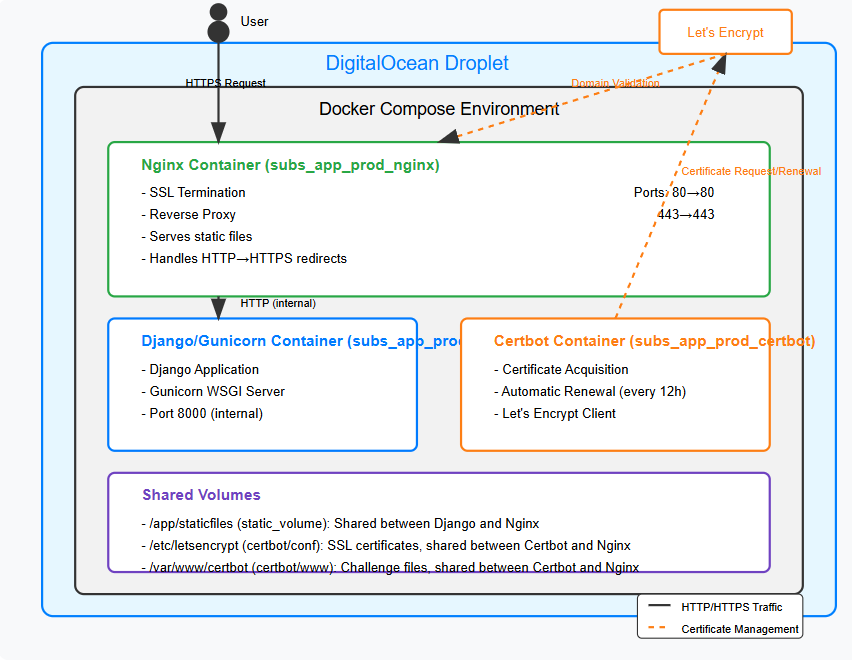 User
Let's Encrypt
DigitalOcean Droplet
HTTPS Request
Domain Validation
Docker Compose Environment
Nginx Container (subs_app_prod_nginx)
Certificate Request/Renewal
- SSL Termination
Ports: 80→80
- Reverse Proxy
443→443
- Serves static files
- Handles HTTP→HTTPS redirects
HTTP (internal)
Django/Gunicorn Container (subs_app_pro
- Django Application
- Gunicorn WSGI Server
- Port 8000 (internal)
Certbot Container (subs_app_prod_certbot)
- Certificate Acquisition
- Automatic Renewal (every 12h)
- Let's Encrypt Client
Shared Volumes
- /app/staticfiles (static_volume): Shared between Django and Nginx
- /etc/letsencrypt (certbot/conf): SSL certificates, shared between Certbot and Nginx
- /var/www/certbot (certbot/www): Challenge files, shared between Certbot and Nginx
HTTP/HTTPS Traffic
Certificate Management